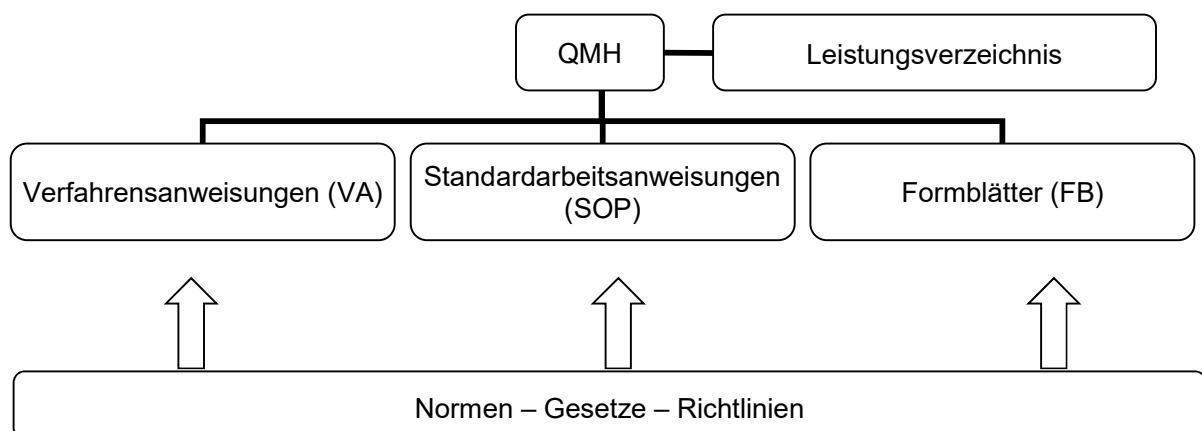 QMH
Leistungsverzeichnis
Verfahrensanweisungen (VA)
Standardarbeitsanweisungen
(SOP)
Formblätter (FB)
Normen – Gesetze – Richtlinien